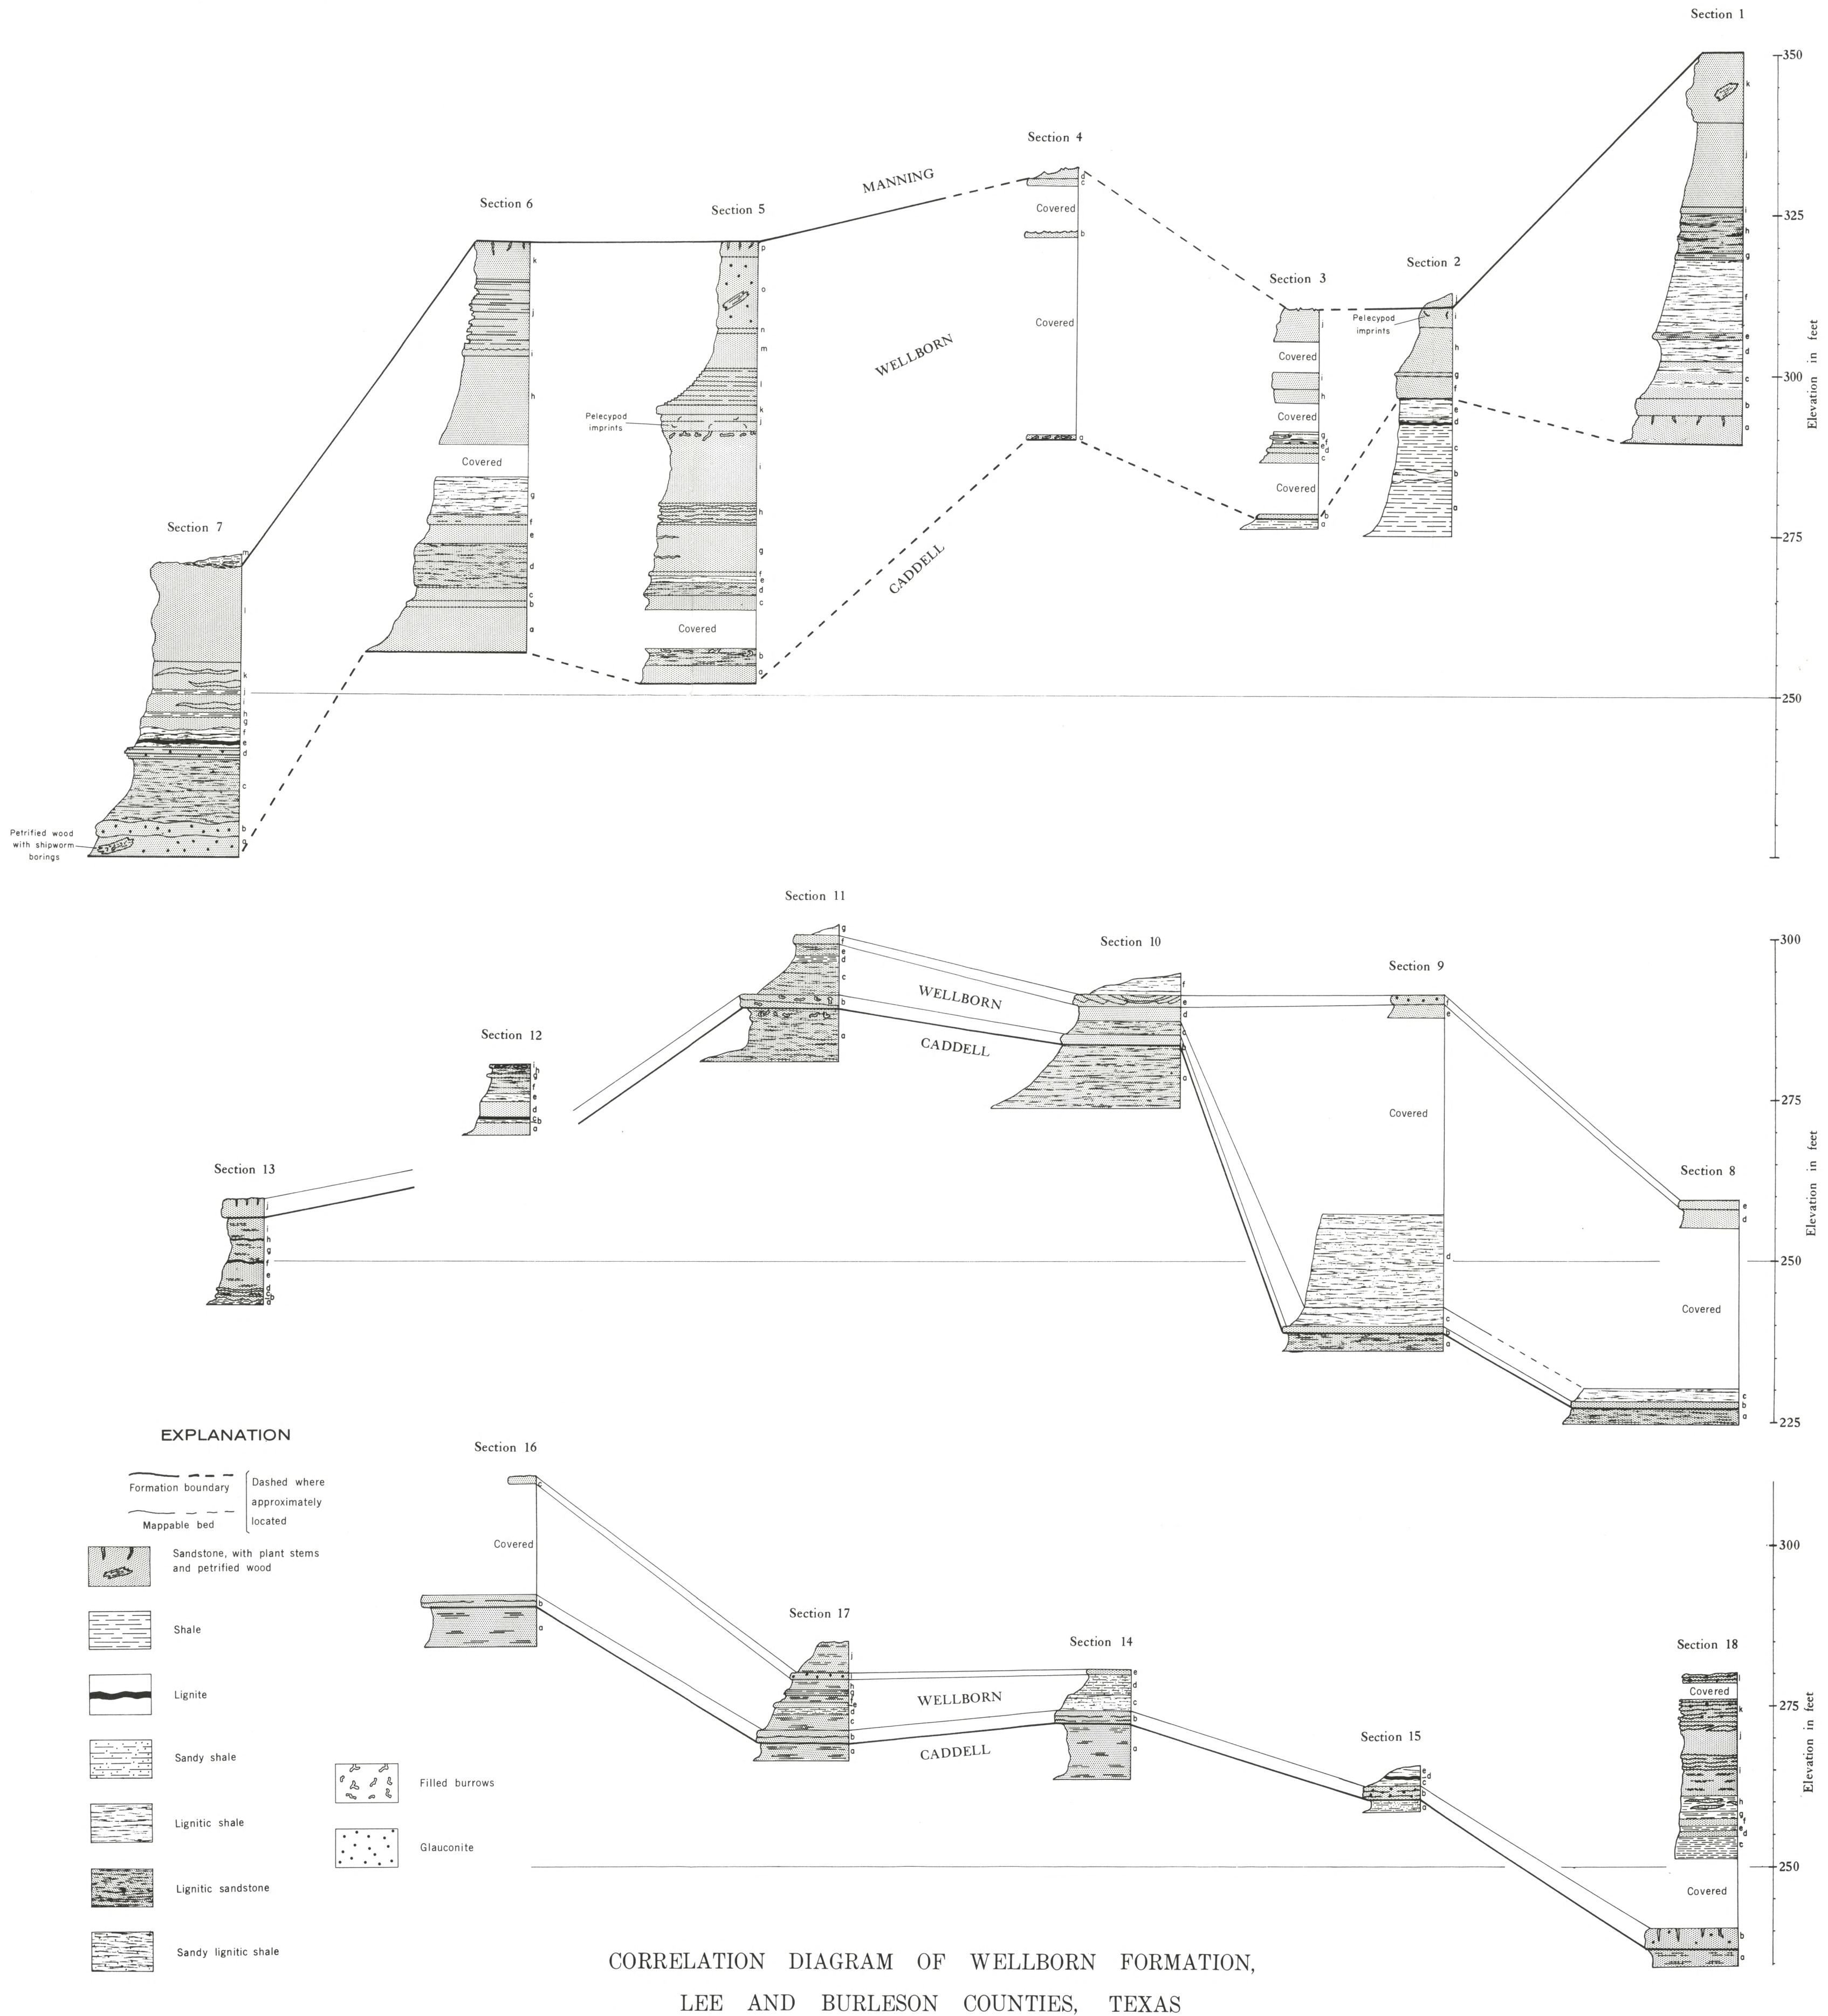 Section 1
350
k
j
325
i
h
g
f
e
d
300
c
b
a
275
250
Elevation in feet
Section 4
MANNING
d
c
Covered
b
Covered
a
WELLBORN
CADDELL
Section 6
k
j
i
h
Covered
g
f
e
d
c
b
a
Section 5
p
o
n
m
l
k
j
Pelecypod
imprints
i
h
g
f
e
d
c
Covered
b
a
Section 3
j
Covered
i
h
Covered
g
f
e
d
c
Covered
b
a
Section 2
j
Pelecypod
imprints
i
h
g
f
e
d
c
b
a
Section 7
m
l
k
j
i
h
g
f
e
d
c
b
a
Petrified wood
with shipworm
borings
Section 11
g
f
e
d
c
b
a
Section 10
f
e
d
c
b
a
WELLBORN
CADDELL
Section 9
f
e
Covered
d
c
b
a
300
275
250
225
Elevation in feet
Section 12
i
h
g
f
e
d
c
b
a
Section 13
j
i
h
g
f
e
d
c
b
a
Section 8
e
d
Covered
c
b
a
EXPLANATION
Formation boundary
Mappable bed
Dashed where
approximately
located
Sandstone, with plant stems
and petrified wood
Shale
Lignite
Sandy shale
Lignitic shale
Lignitic sandstone
Sandy lignitic shale
Filled burrows
Glauconite
Section 16
c
Covered
b
a
Section 17
j
h
g
f
e
d
c
b
a
WELLBORN
CADDELL
Section 14
e
d
c
b
a
Section 15
e
d
c
b
a
Section 18
l
Covered
k
j
i
h
g
f
e
d
c
Covered
b
a
300
275
250
Elevation in feet
CORRELATION DIAGRAM OF WELLBORN FORMATION,
LEE AND BURLESON COUNTIES, TEXAS